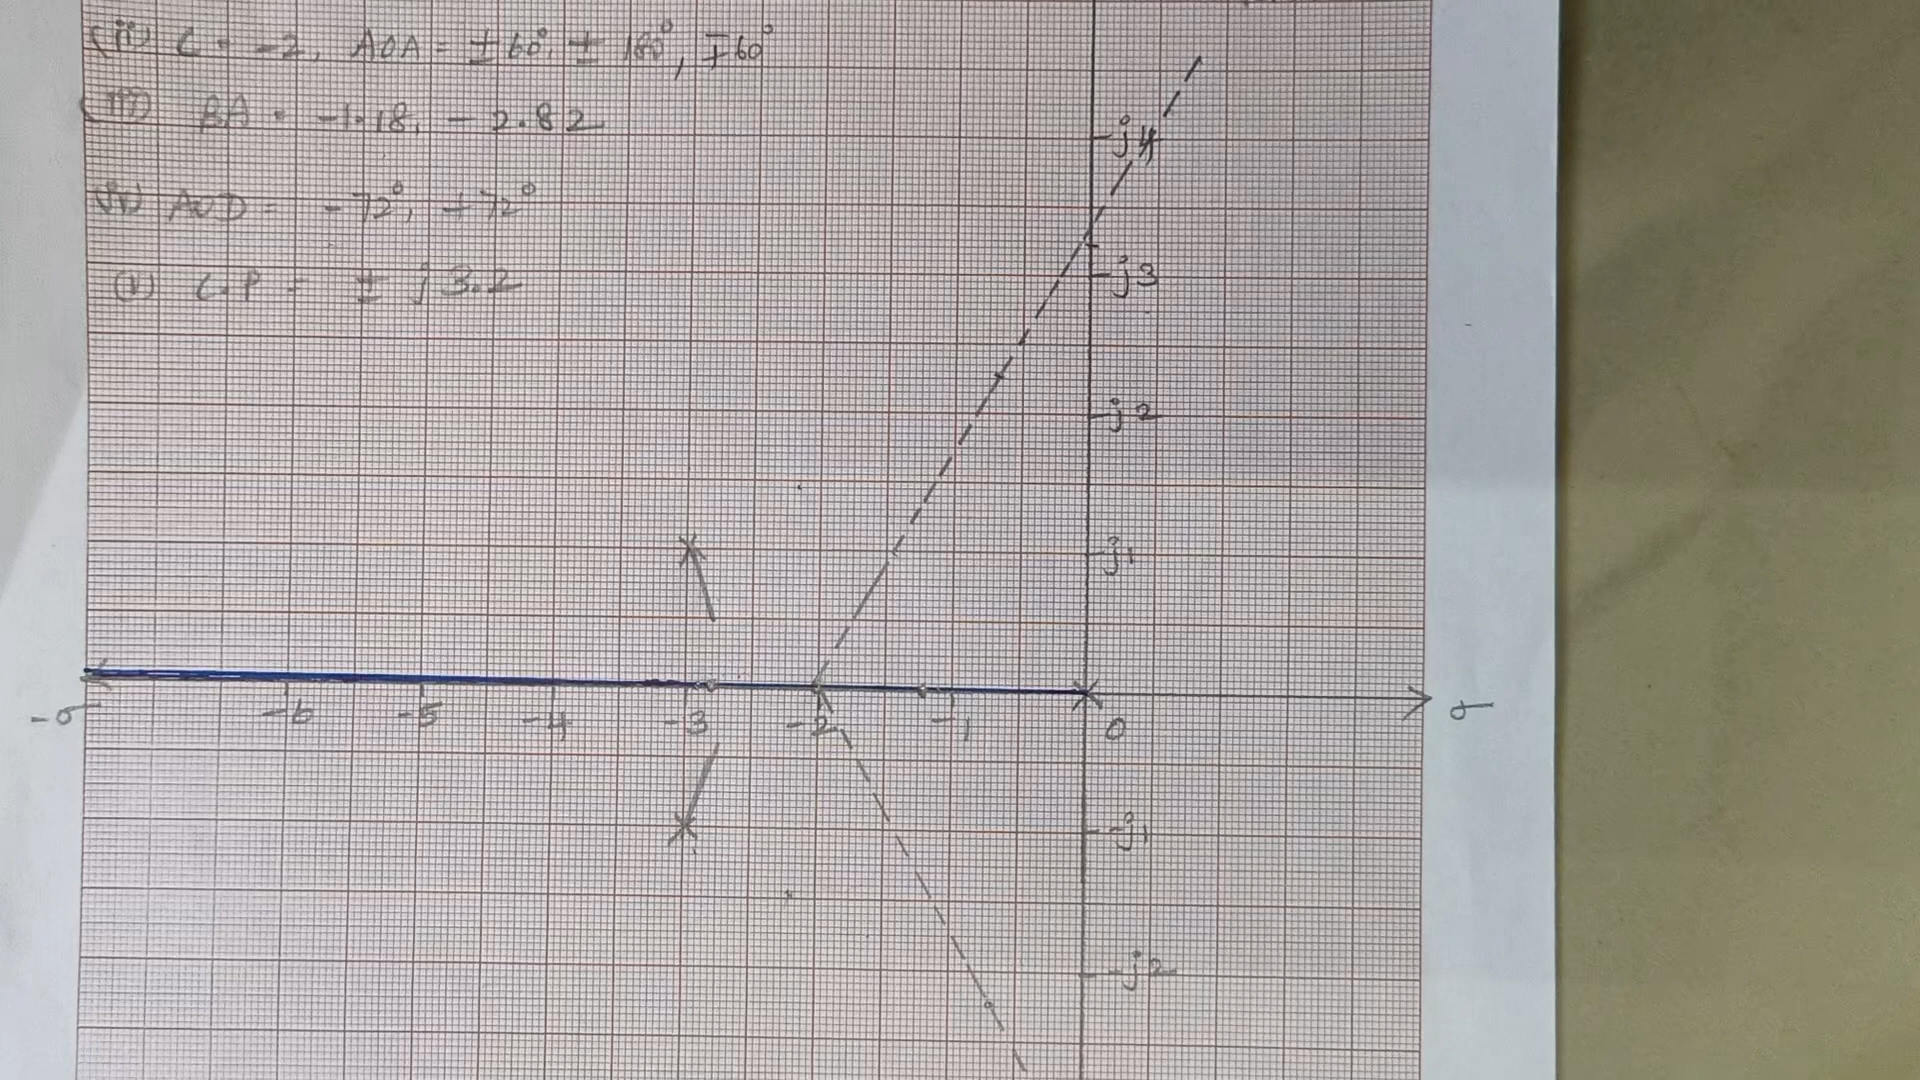 (ii) C = -2, AOA = ±60°, ± 180°, ∓60°
(iii) BA = -1.18, -2.82
(iv) AOD = -72°, +72°
(v) C.P = ± j3.2
j4
j3
j2
j1
-σ -6 -5 -4 -3 -2 -1 0 σ
-j1
-j2